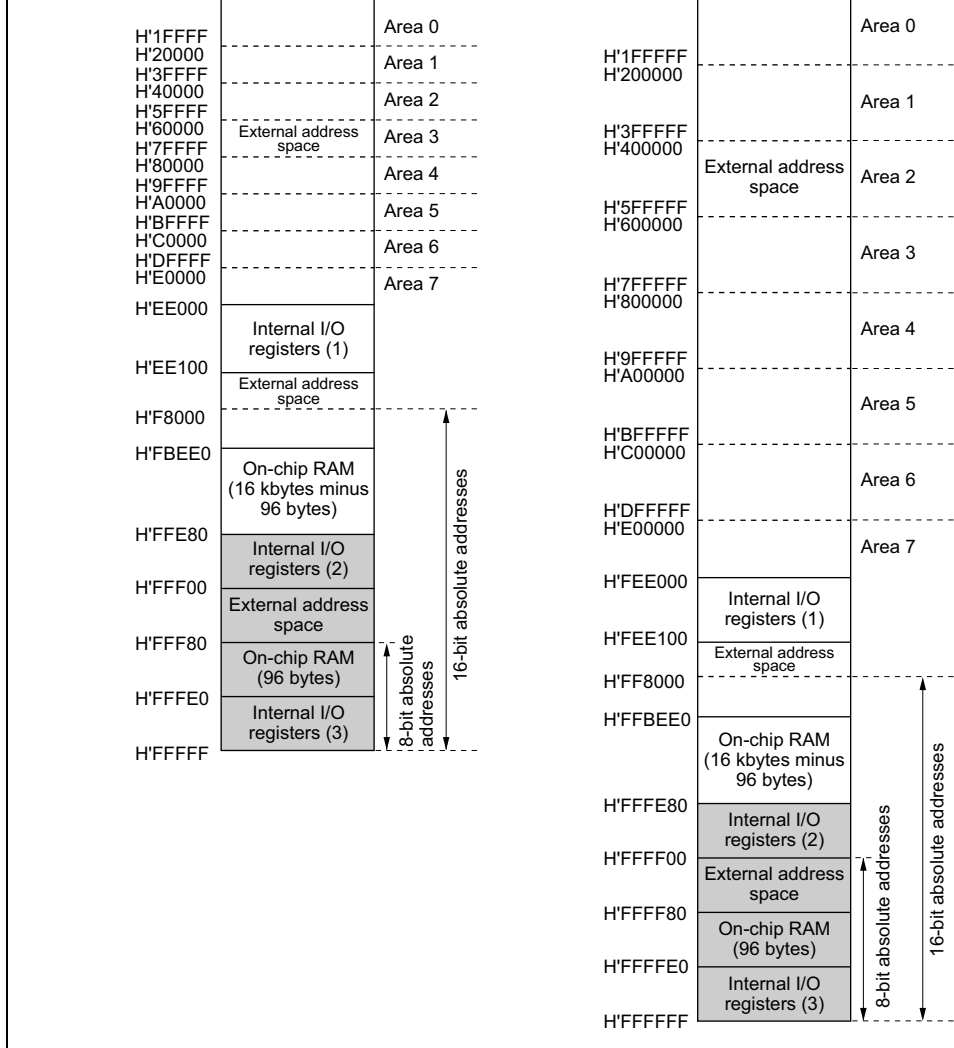 H'1FFFF
H'20000
H'3FFFF
H'40000
H'5FFFF
H'60000
H'7FFFF
H'80000
H'9FFFF
H'A0000
H'BFFFF
H'C0000
H'DFFFF
H'E0000
H'EE000
H'EE100
H'F8000
H'FBEE0
H'FFE80
H'FFF00
H'FFF80
H'FFFE0
H'FFFFF
External address
space
Internal I/O
registers (1)
External address
space
On-chip RAM
(16 kbytes minus
96 bytes)
Internal I/O
registers (2)
External address
space
On-chip RAM
(96 bytes)
Internal I/O
registers (3)
Area 0
Area 1
Area 2
Area 3
Area 4
Area 5
Area 6
Area 7
8-bit absolute
addresses
16-bit absolute addresses
H'1FFFFF
H'200000
H'3FFFFF
H'400000
H'5FFFFF
H'600000
H'7FFFFF
H'800000
H'9FFFFF
H'A00000
H'BFFFFF
H'C00000
H'DFFFFF
H'E00000
H'FEE000
H'FEE100
H'FF8000
H'FFBEE0
H'FFFE80
H'FFFF00
H'FFFF80
H'FFFFE0
H'FFFFFF
External address
space
Internal I/O
registers (1)
External address
space
On-chip RAM
(16 kbytes minus
96 bytes)
Internal I/O
registers (2)
External address
space
On-chip RAM
(96 bytes)
Internal I/O
registers (3)
Area 0
Area 1
Area 2
Area 3
Area 4
Area 5
Area 6
Area 7
8-bit absolute addresses
16-bit absolute addresses